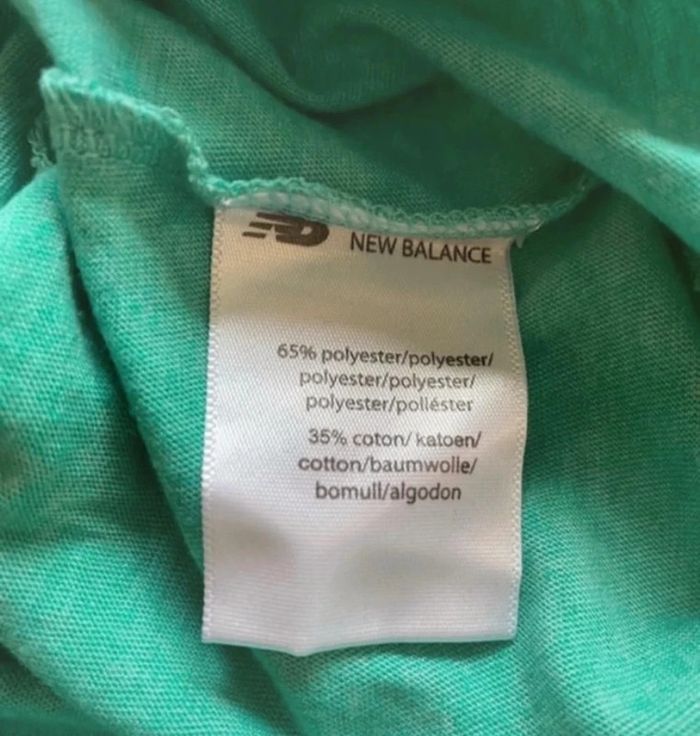 NEW BALANCE
65% polyester/polyester/
polyester/polyester/
polyester/poliéster
35% coton/ katoen/
cotton/baumwolle/
bomull/algodon